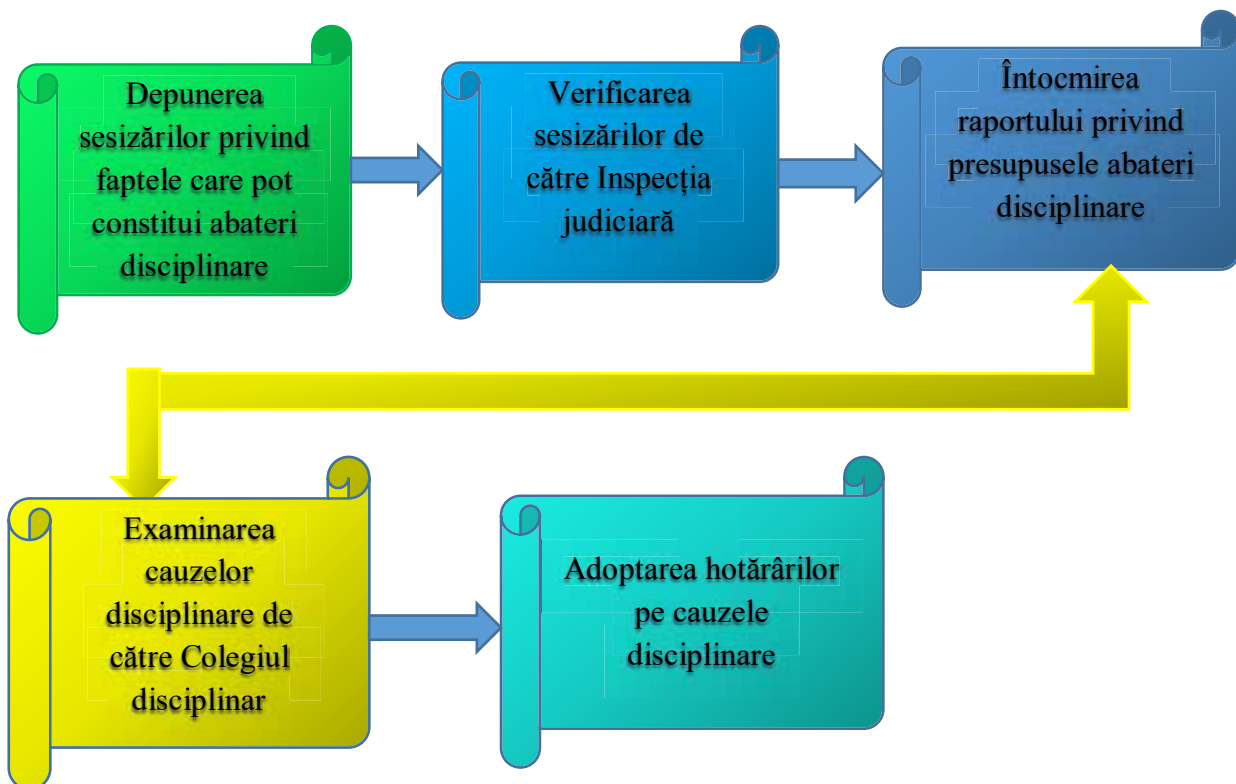 Depunerea
sesizărilor privind
faptele care pot
constitui abateri
disciplinare
Verificarea
sesizărilor de
către Inspecția
judiciară
Întocmirea
raportului privind
presupusele abateri
disciplinare
Examinarea
cauzelor
disciplinare de
către Colegiul
disciplinar
Adoptarea hotărârilor
pe cauzele
disciplinare